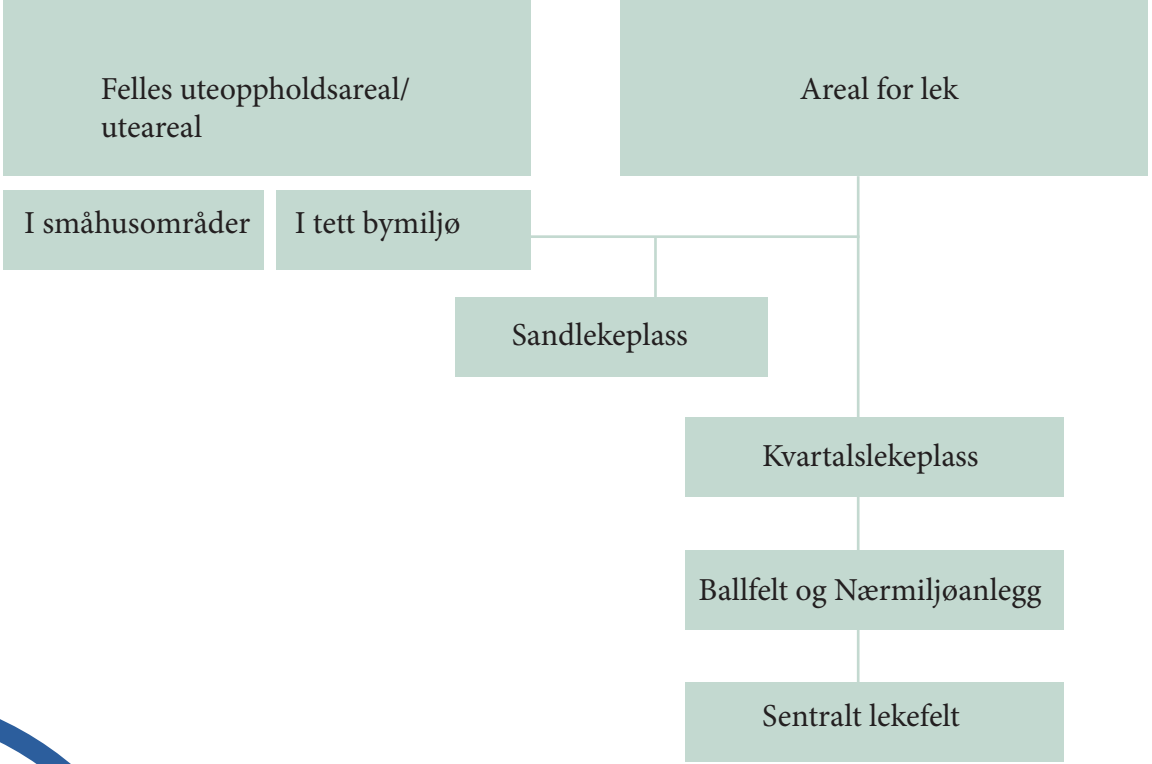 Felles uteoppholdsareal/
uteareal
Areal for lek
I småhusområder
I tett bymiljø
Sandlekeplass
Kvartalslekeplass
Ballfelt og Nærmiljøanlegg
Sentralt lekefelt